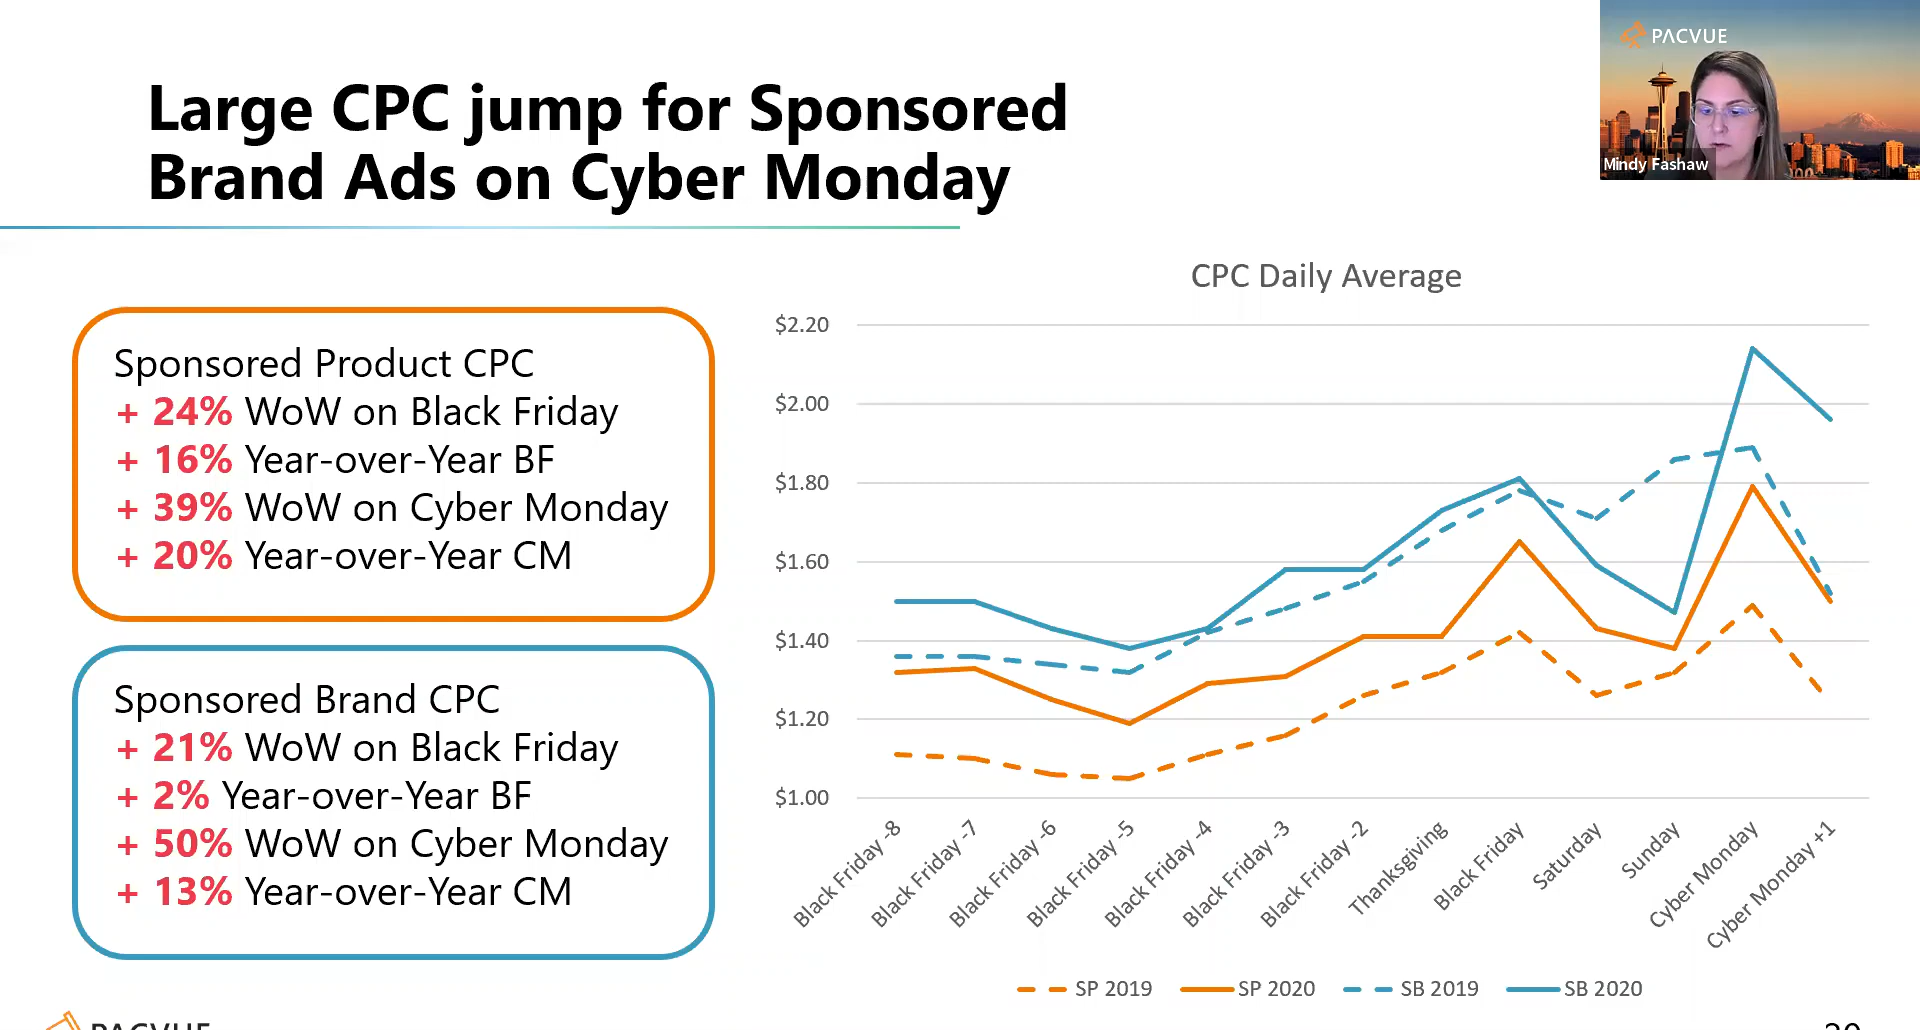 PACVUE
Mindy Fashaw
Large CPC jump for Sponsored
Brand Ads on Cyber Monday
Sponsored Product CPC
+ 24% WoW on Black Friday
+ 16% Year-over-Year BF
+ 39% WoW on Cyber Monday
+ 20% Year-over-Year CM
Sponsored Brand CPC
+ 21% WoW on Black Friday
+ 2% Year-over-Year BF
+ 50% WoW on Cyber Monday
+ 13% Year-over-Year CM
CPC Daily Average
$2.20
$2.00
$1.80
$1.60
$1.40
$1.20
$1.00
Black Friday -8
Black Friday -7
Black Friday -6
Black Friday -5
Black Friday -4
Black Friday -3
Black Friday -2
Thanksgiving
Black Friday
Saturday
Sunday
Cyber Monday
Cyber Monday +1
SP 2019
SP 2020
SB 2019
SB 2020
PACVUE